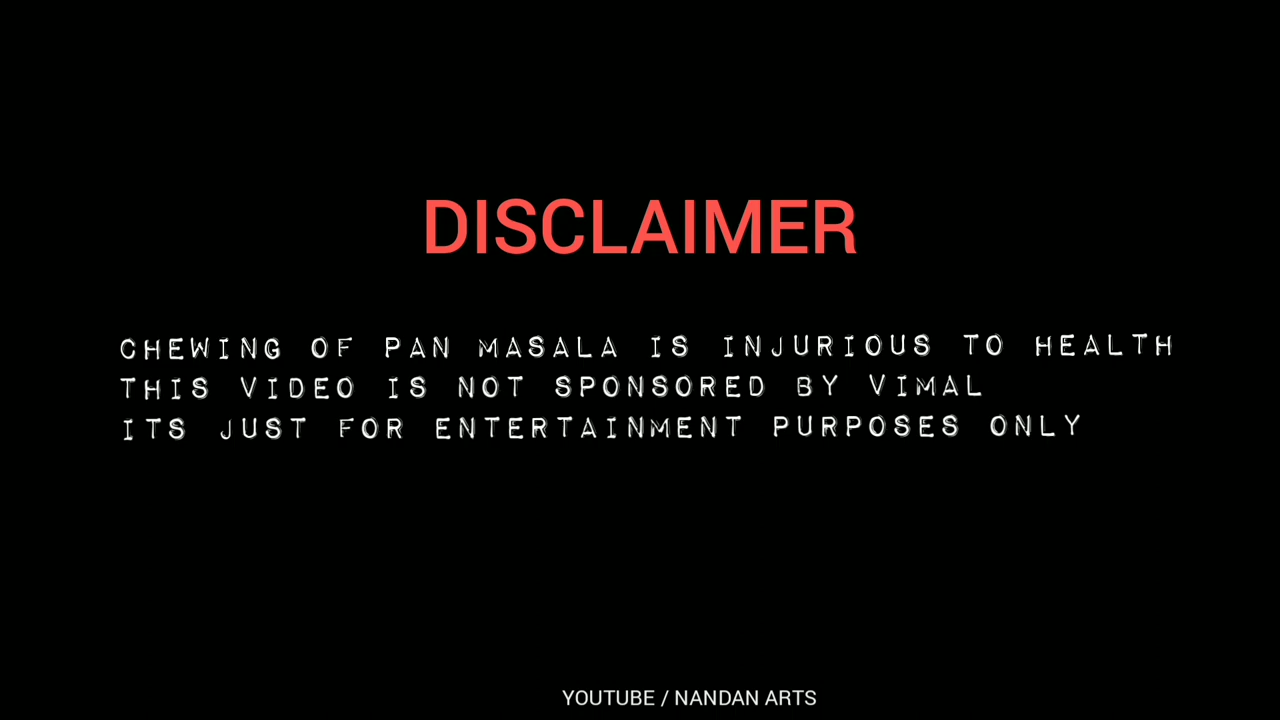 DISCLAIMER
CHEWING OF PAN MASALA IS INJURIOUS TO HEALTH
THIS VIDEO IS NOT SPONSORED BY VIMAL
ITS JUST FOR ENTERTAINMENT PURPOSES ONLY
YOUTUBE / NANDAN ARTS